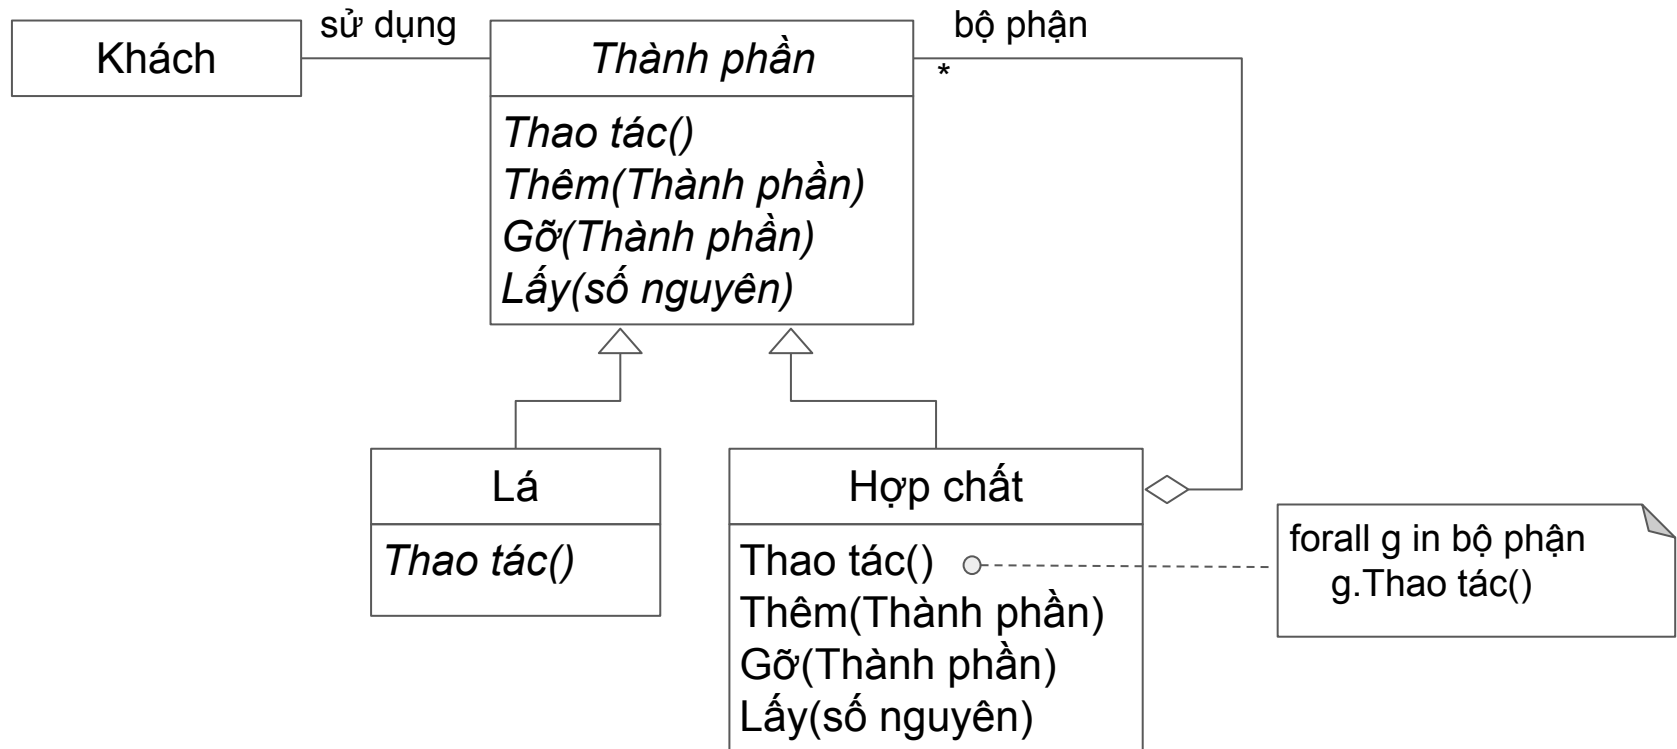 Khách
sử dụng
Thành phần
bộ phận
*
Thao tác()
Thêm(Thành phần)
Gỡ(Thành phần)
Lấy(số nguyên)
Lá
Thao tác()
Hợp chất
Thao tác()
Thêm(Thành phần)
Gỡ(Thành phần)
Lấy(số nguyên)
forall g in bộ phận
g.Thao tác()